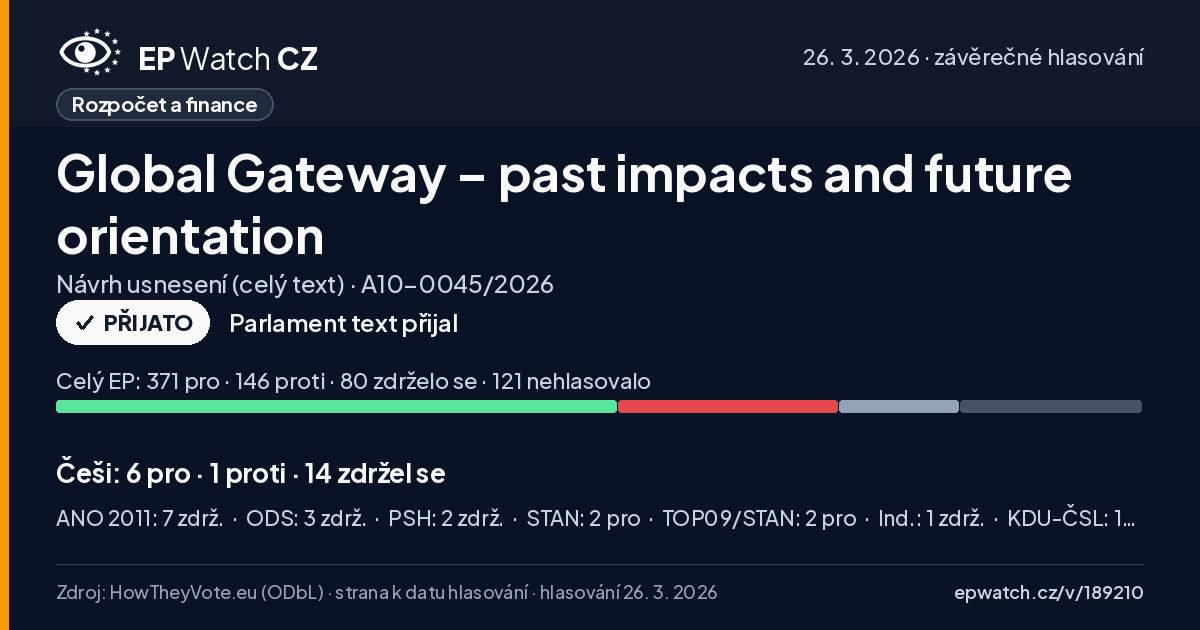 EP Watch CZ
26. 3. 2026 · závěrečné hlasování
Rozpočet a finance
Global Gateway – past impacts and future
orientation
Návrh usnesení (celý text) · A10-0045/2026
✓ PŘIJATO Parlament text přijal
Celý EP: 371 pro · 146 proti · 80 zdrželo se · 121 nehlasovalo
Češi: 6 pro · 1 proti · 14 zdržel se
ANO 2011: 7 zdrž. · ODS: 3 zdrž. · PSH: 2 zdrž. · STAN: 2 pro · TOP09/STAN: 2 pro · Ind.: 1 zdrž. · KDU-ČSL: 1…
Zdroj: HowTheyVote.eu (ODbL) · strana k datu hlasování · hlasování 26. 3. 2026
epwatch.cz/v/189210